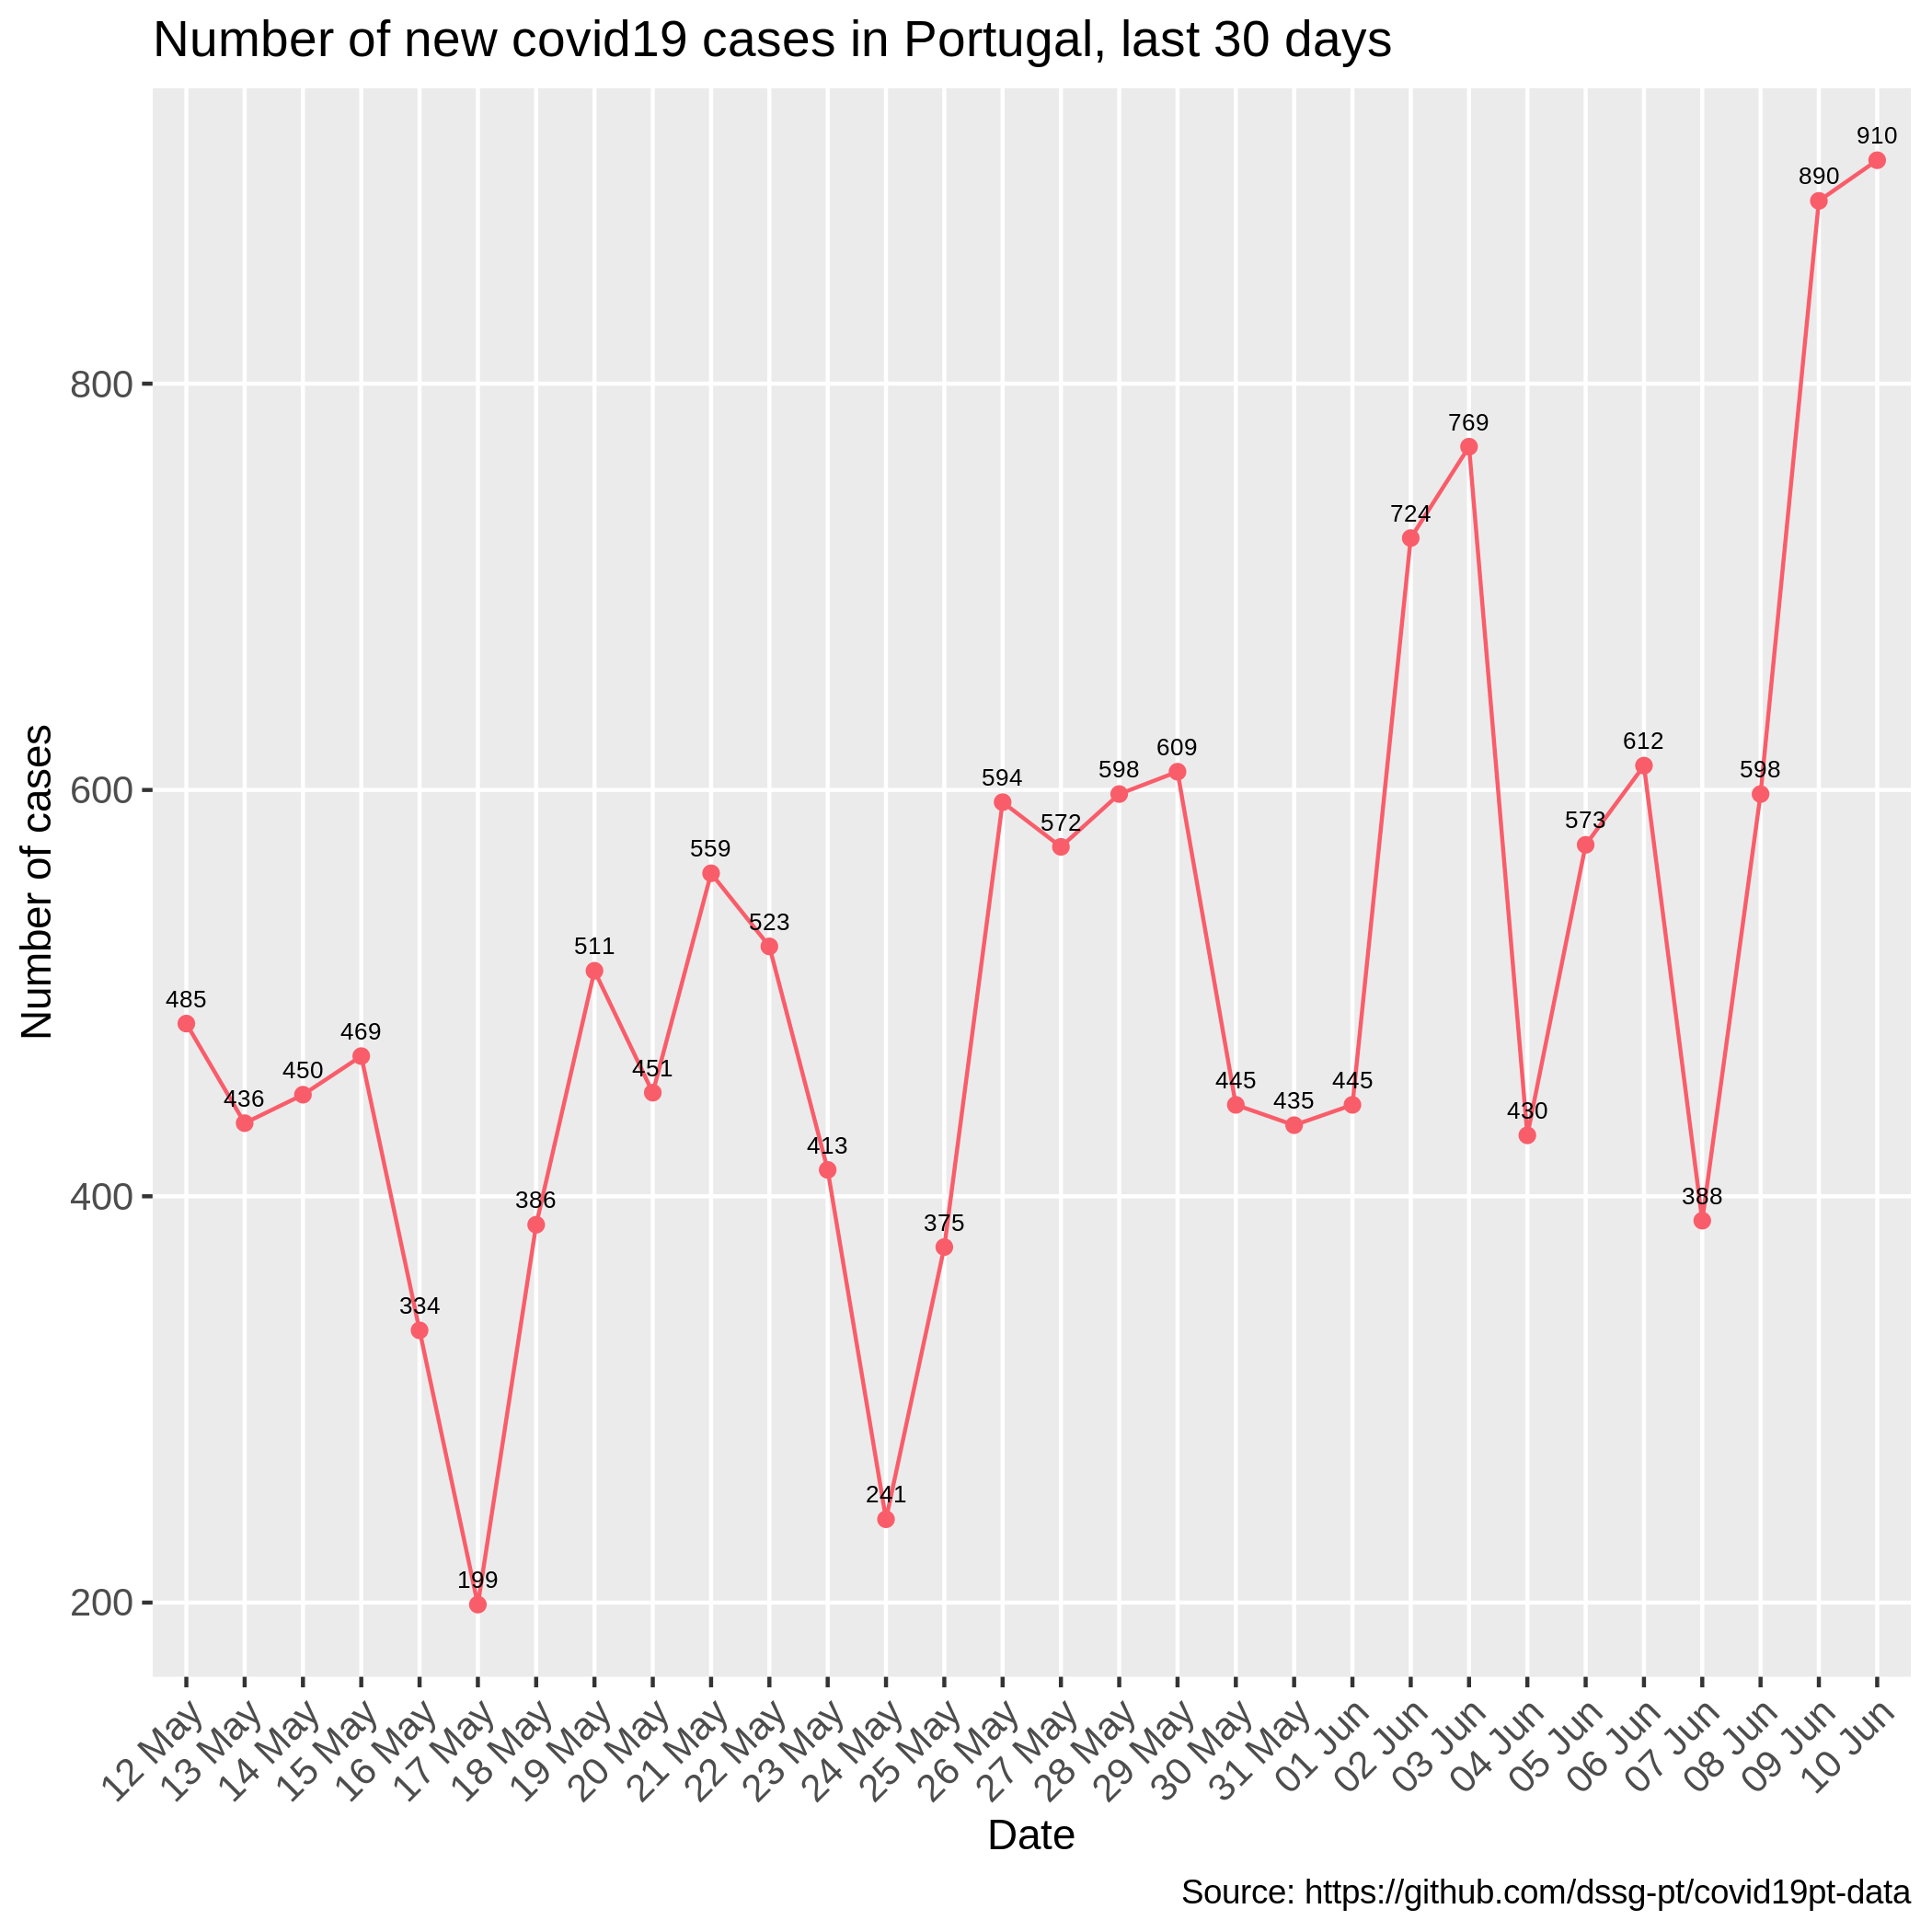 Number of new covid19 cases in Portugal, last 30 days
Number of cases
800
600
400
200
485
436
450
469
334
199
386
511
451
559
523
413
241
375
594
572
598
609
445
435
445
724
769
430
573
612
388
598
890
910
12 May
13 May
14 May
15 May
16 May
17 May
18 May
19 May
20 May
21 May
22 May
23 May
24 May
25 May
26 May
27 May
28 May
29 May
30 May
31 May
01 Jun
02 Jun
03 Jun
04 Jun
05 Jun
06 Jun
07 Jun
08 Jun
09 Jun
10 Jun
Date
Source: https://github.com/dssg-pt/covid19pt-data